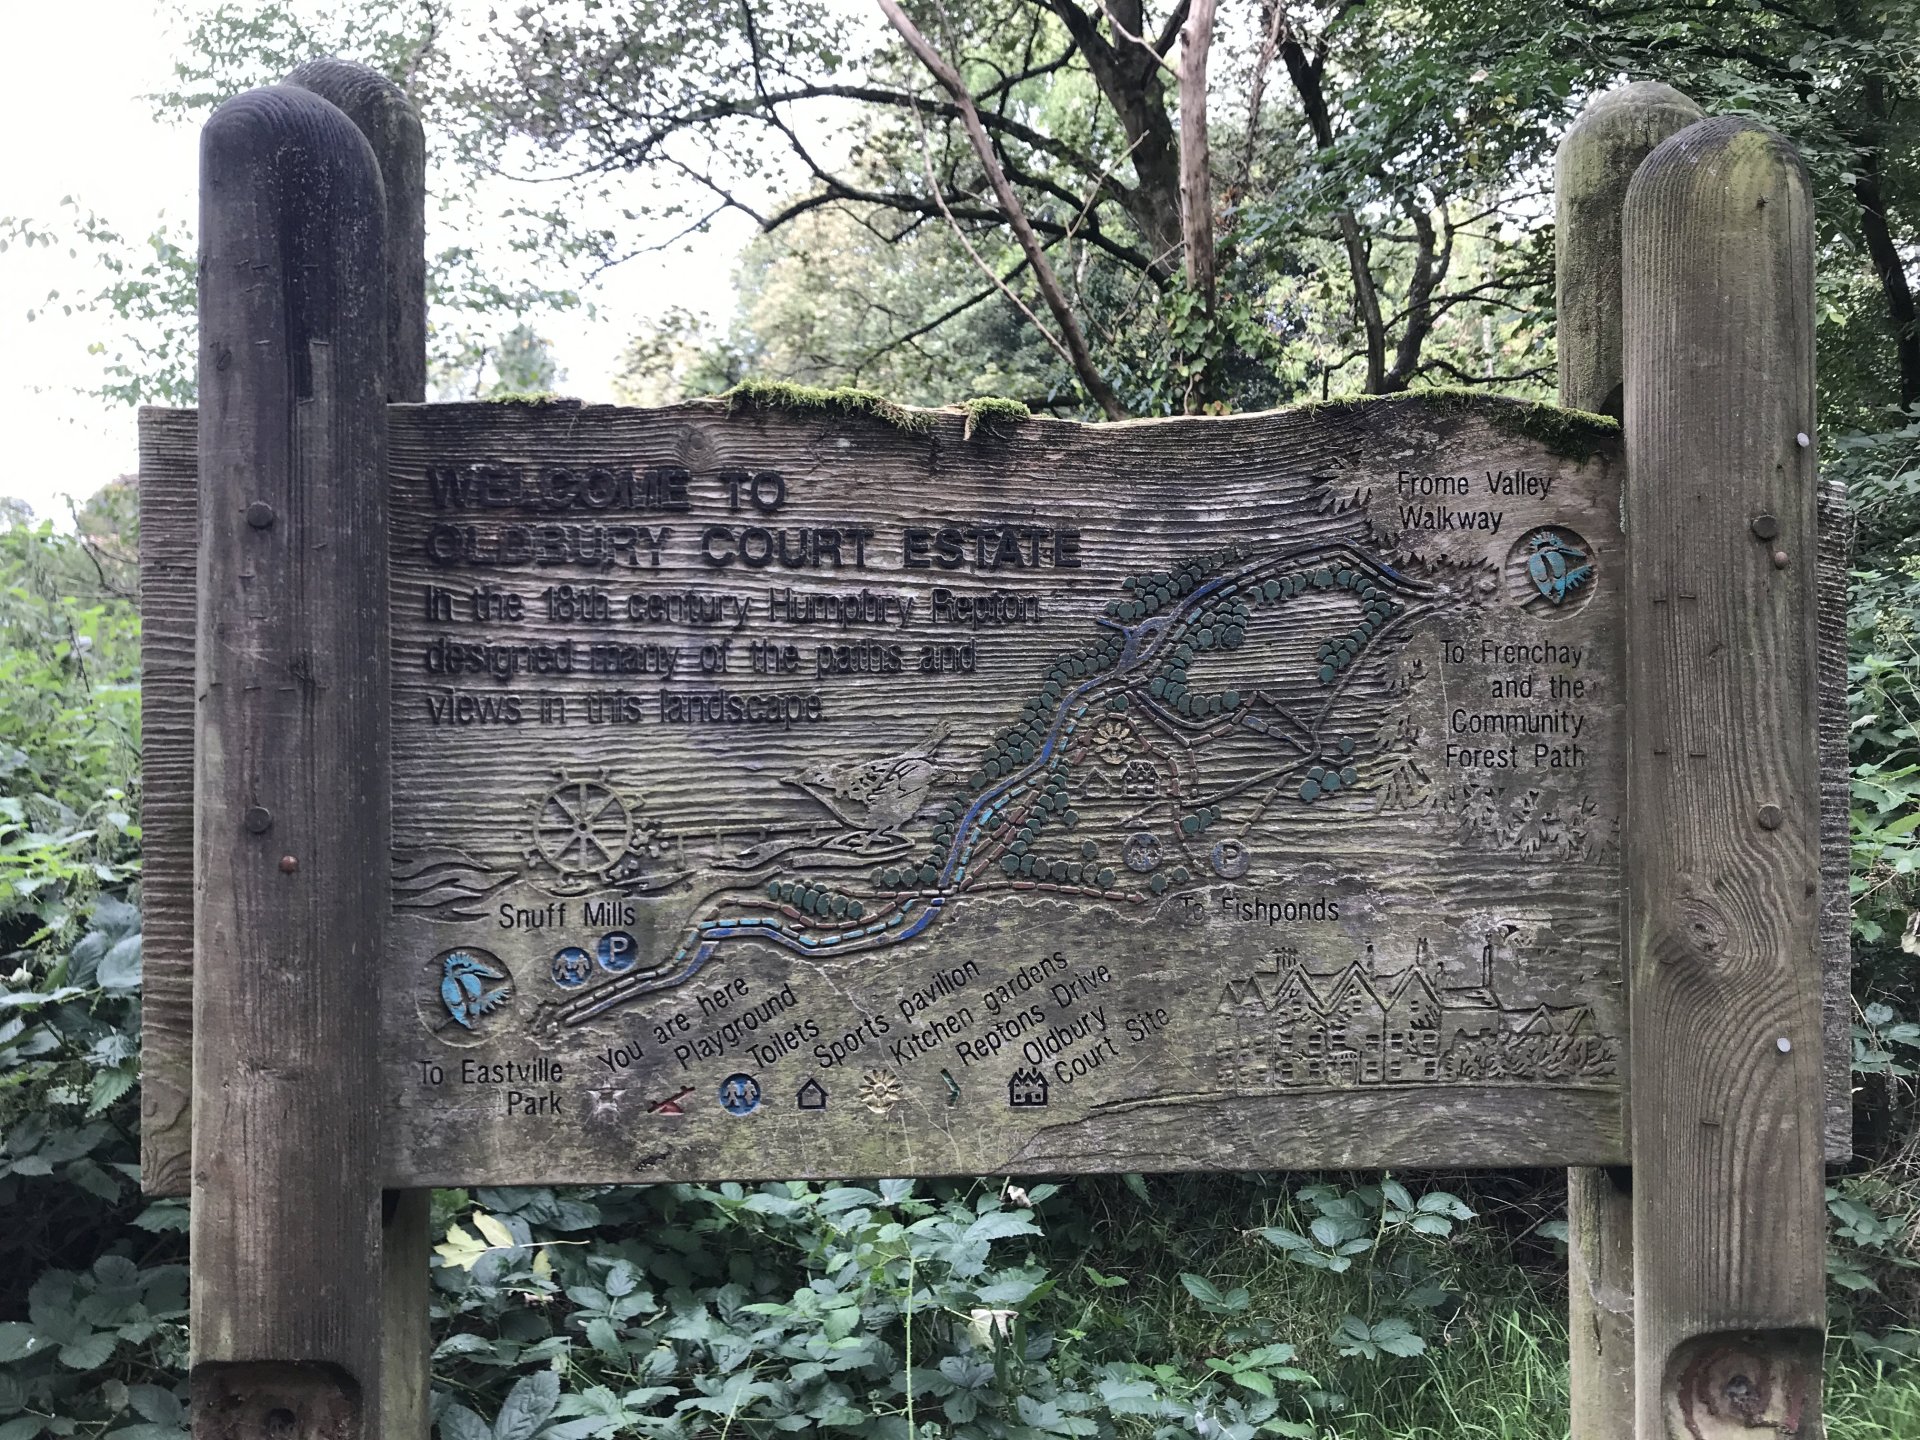 WELCOME TO
OLDBURY COURT ESTATE
In the 18th century Humphry Repton
designed many of the paths and
views in this landscape
Frome Valley
Walkway
To Frenchay
and the
Community
Forest Path
Snuff Mills
P
P
To Fishponds
To Eastville
Park
You are here
Playground
Toilets
Sports pavilion
Kitchen gardens
Reptons Drive
Oldbury
Court Site